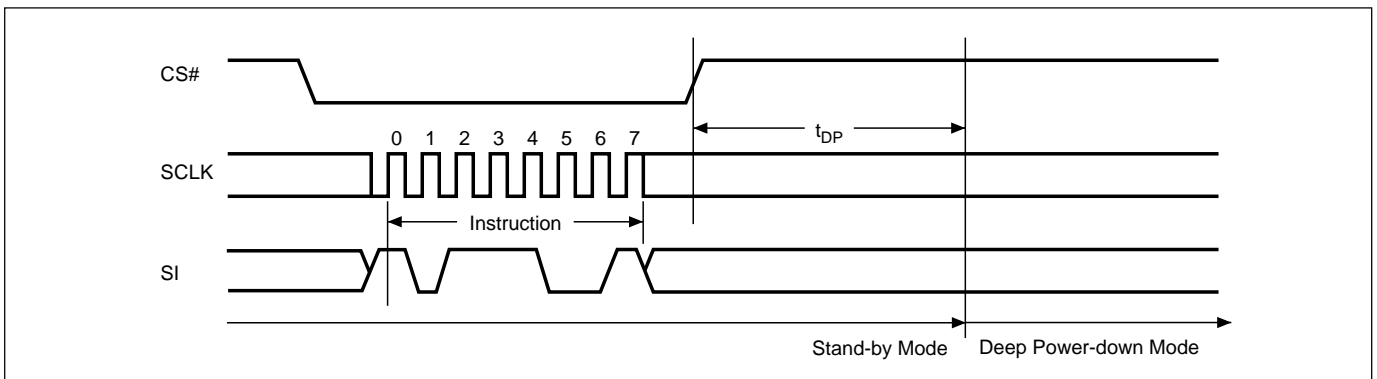 CS#
tDP
0 1 2 3 4 5 6 7
SCLK
Instruction
SI
Stand-by Mode Deep Power-down Mode